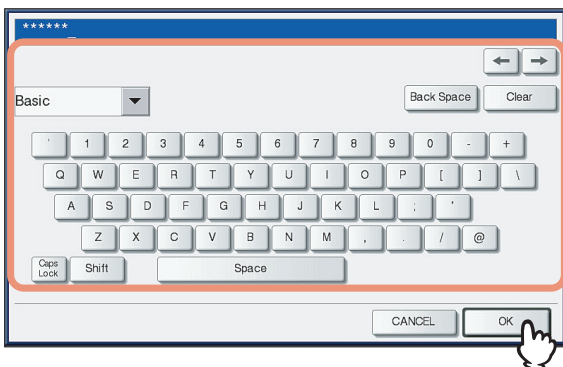 ******_
← →
Basic Back Space Clear
' 1 2 3 4 5 6 7 8 9 0 - +
Q W E R T Y U I O P [ ] \
A S D F G H J K L ; '
Z X C V B N M , . / @
Caps Lock Shift Space
CANCEL OK